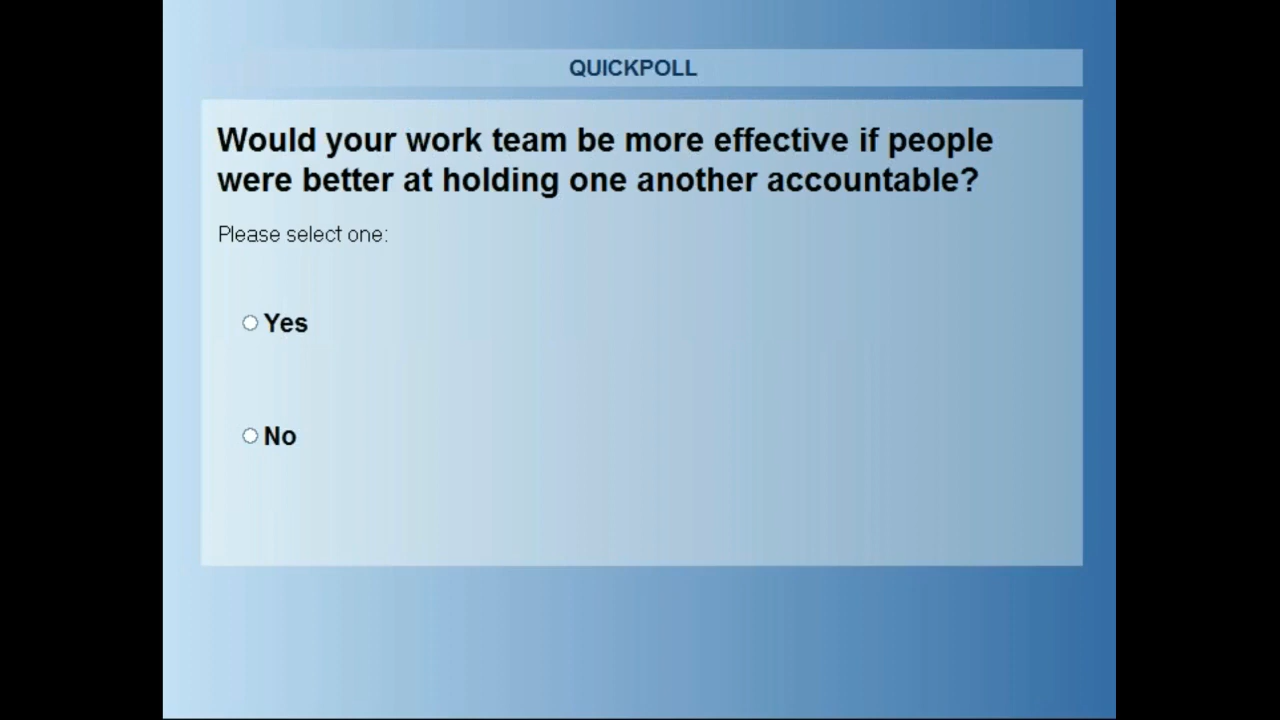 QUICKPOLL
Would your work team be more effective if people
were better at holding one another accountable?
Please select one:
Yes
No